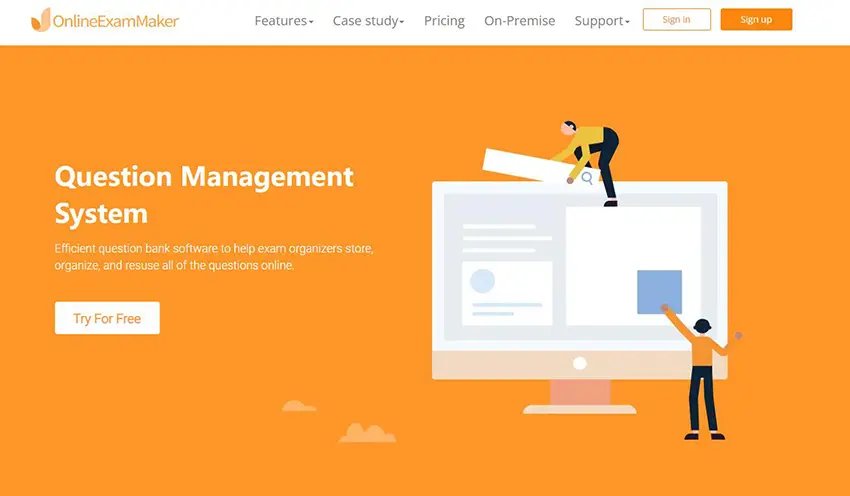 OnlineExamMaker
Features
Case study
Pricing
On-Premise
Support
Sign in
Sign up
Question Management
System
Efficient question bank software to help exam organizers store,
organize, and resuse all of the questions online.
Try For Free